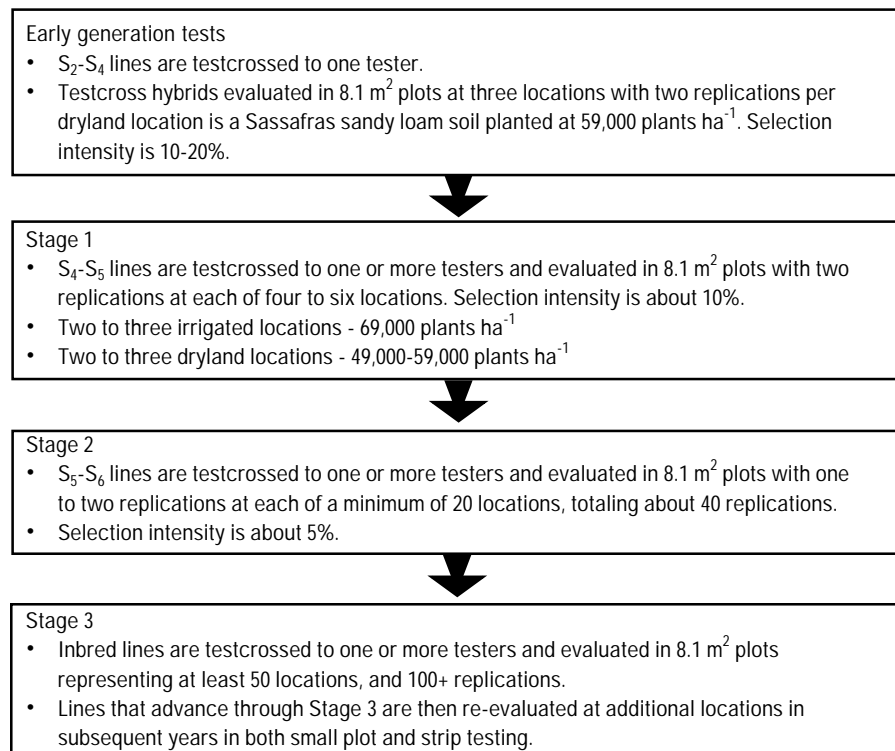 Early generation tests
• S₂-S₄ lines are testcrossed to one tester.
• Testcross hybrids evaluated in 8.1 m² plots at three locations with two replications per
dryland location is a Sassafras sandy loam soil planted at 59,000 plants ha⁻¹. Selection
intensity is 10-20%.
Stage 1
• S₄-S₅ lines are testcrossed to one or more testers and evaluated in 8.1 m² plots with two
replications at each of four to six locations. Selection intensity is about 10%.
• Two to three irrigated locations - 69,000 plants ha⁻¹
• Two to three dryland locations - 49,000-59,000 plants ha⁻¹
Stage 2
• S₅-S₆ lines are testcrossed to one or more testers and evaluated in 8.1 m² plots with one
to two replications at each of a minimum of 20 locations, totaling about 40 replications.
• Selection intensity is about 5%.
Stage 3
• Inbred lines are testcrossed to one or more testers and evaluated in 8.1 m² plots
representing at least 50 locations, and 100+ replications.
• Lines that advance through Stage 3 are then re-evaluated at additional locations in
subsequent years in both small plot and strip testing.